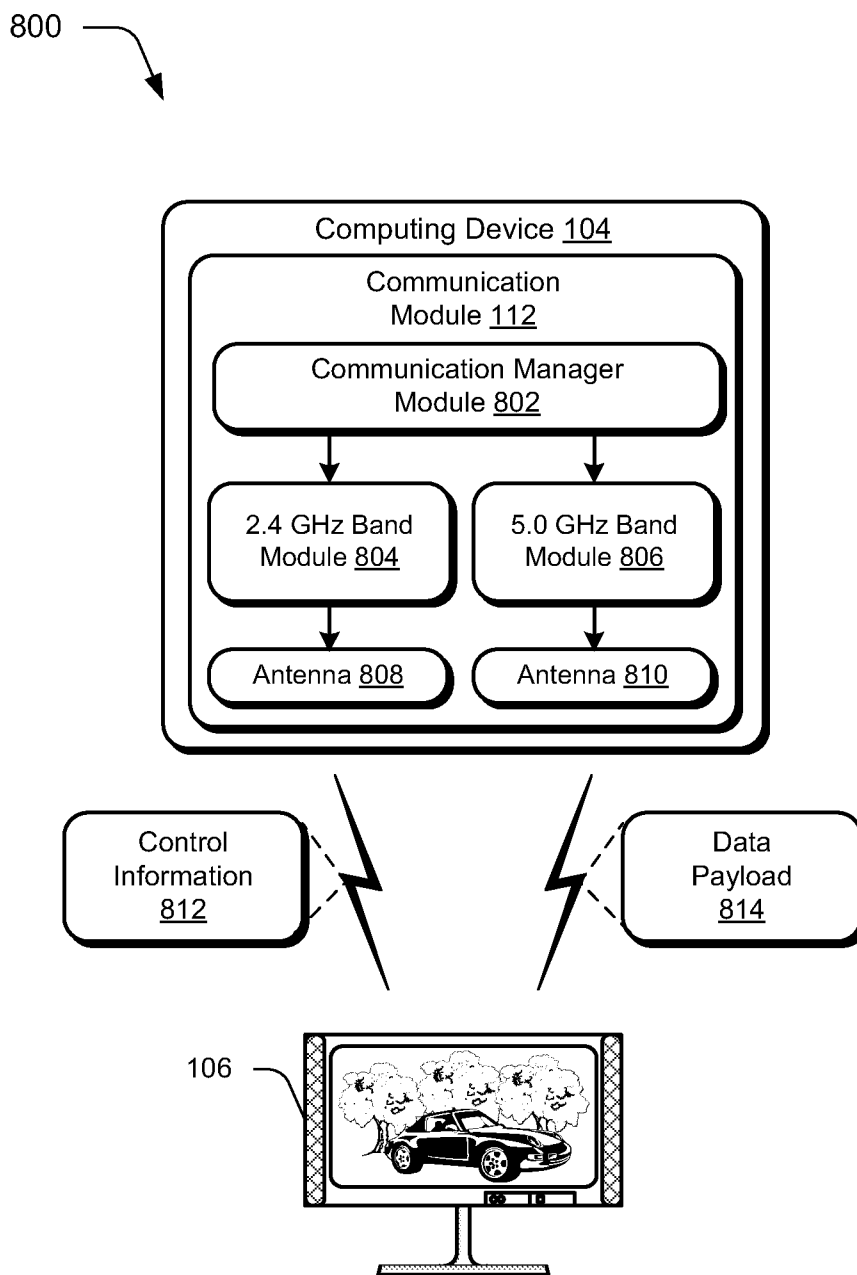 800
Computing Device 104
Communication
Module 112
Communication Manager
Module 802
2.4 GHz Band
Module 804
5.0 GHz Band
Module 806
Antenna 808
Antenna 810
Control
Information
812
Data
Payload
814
106